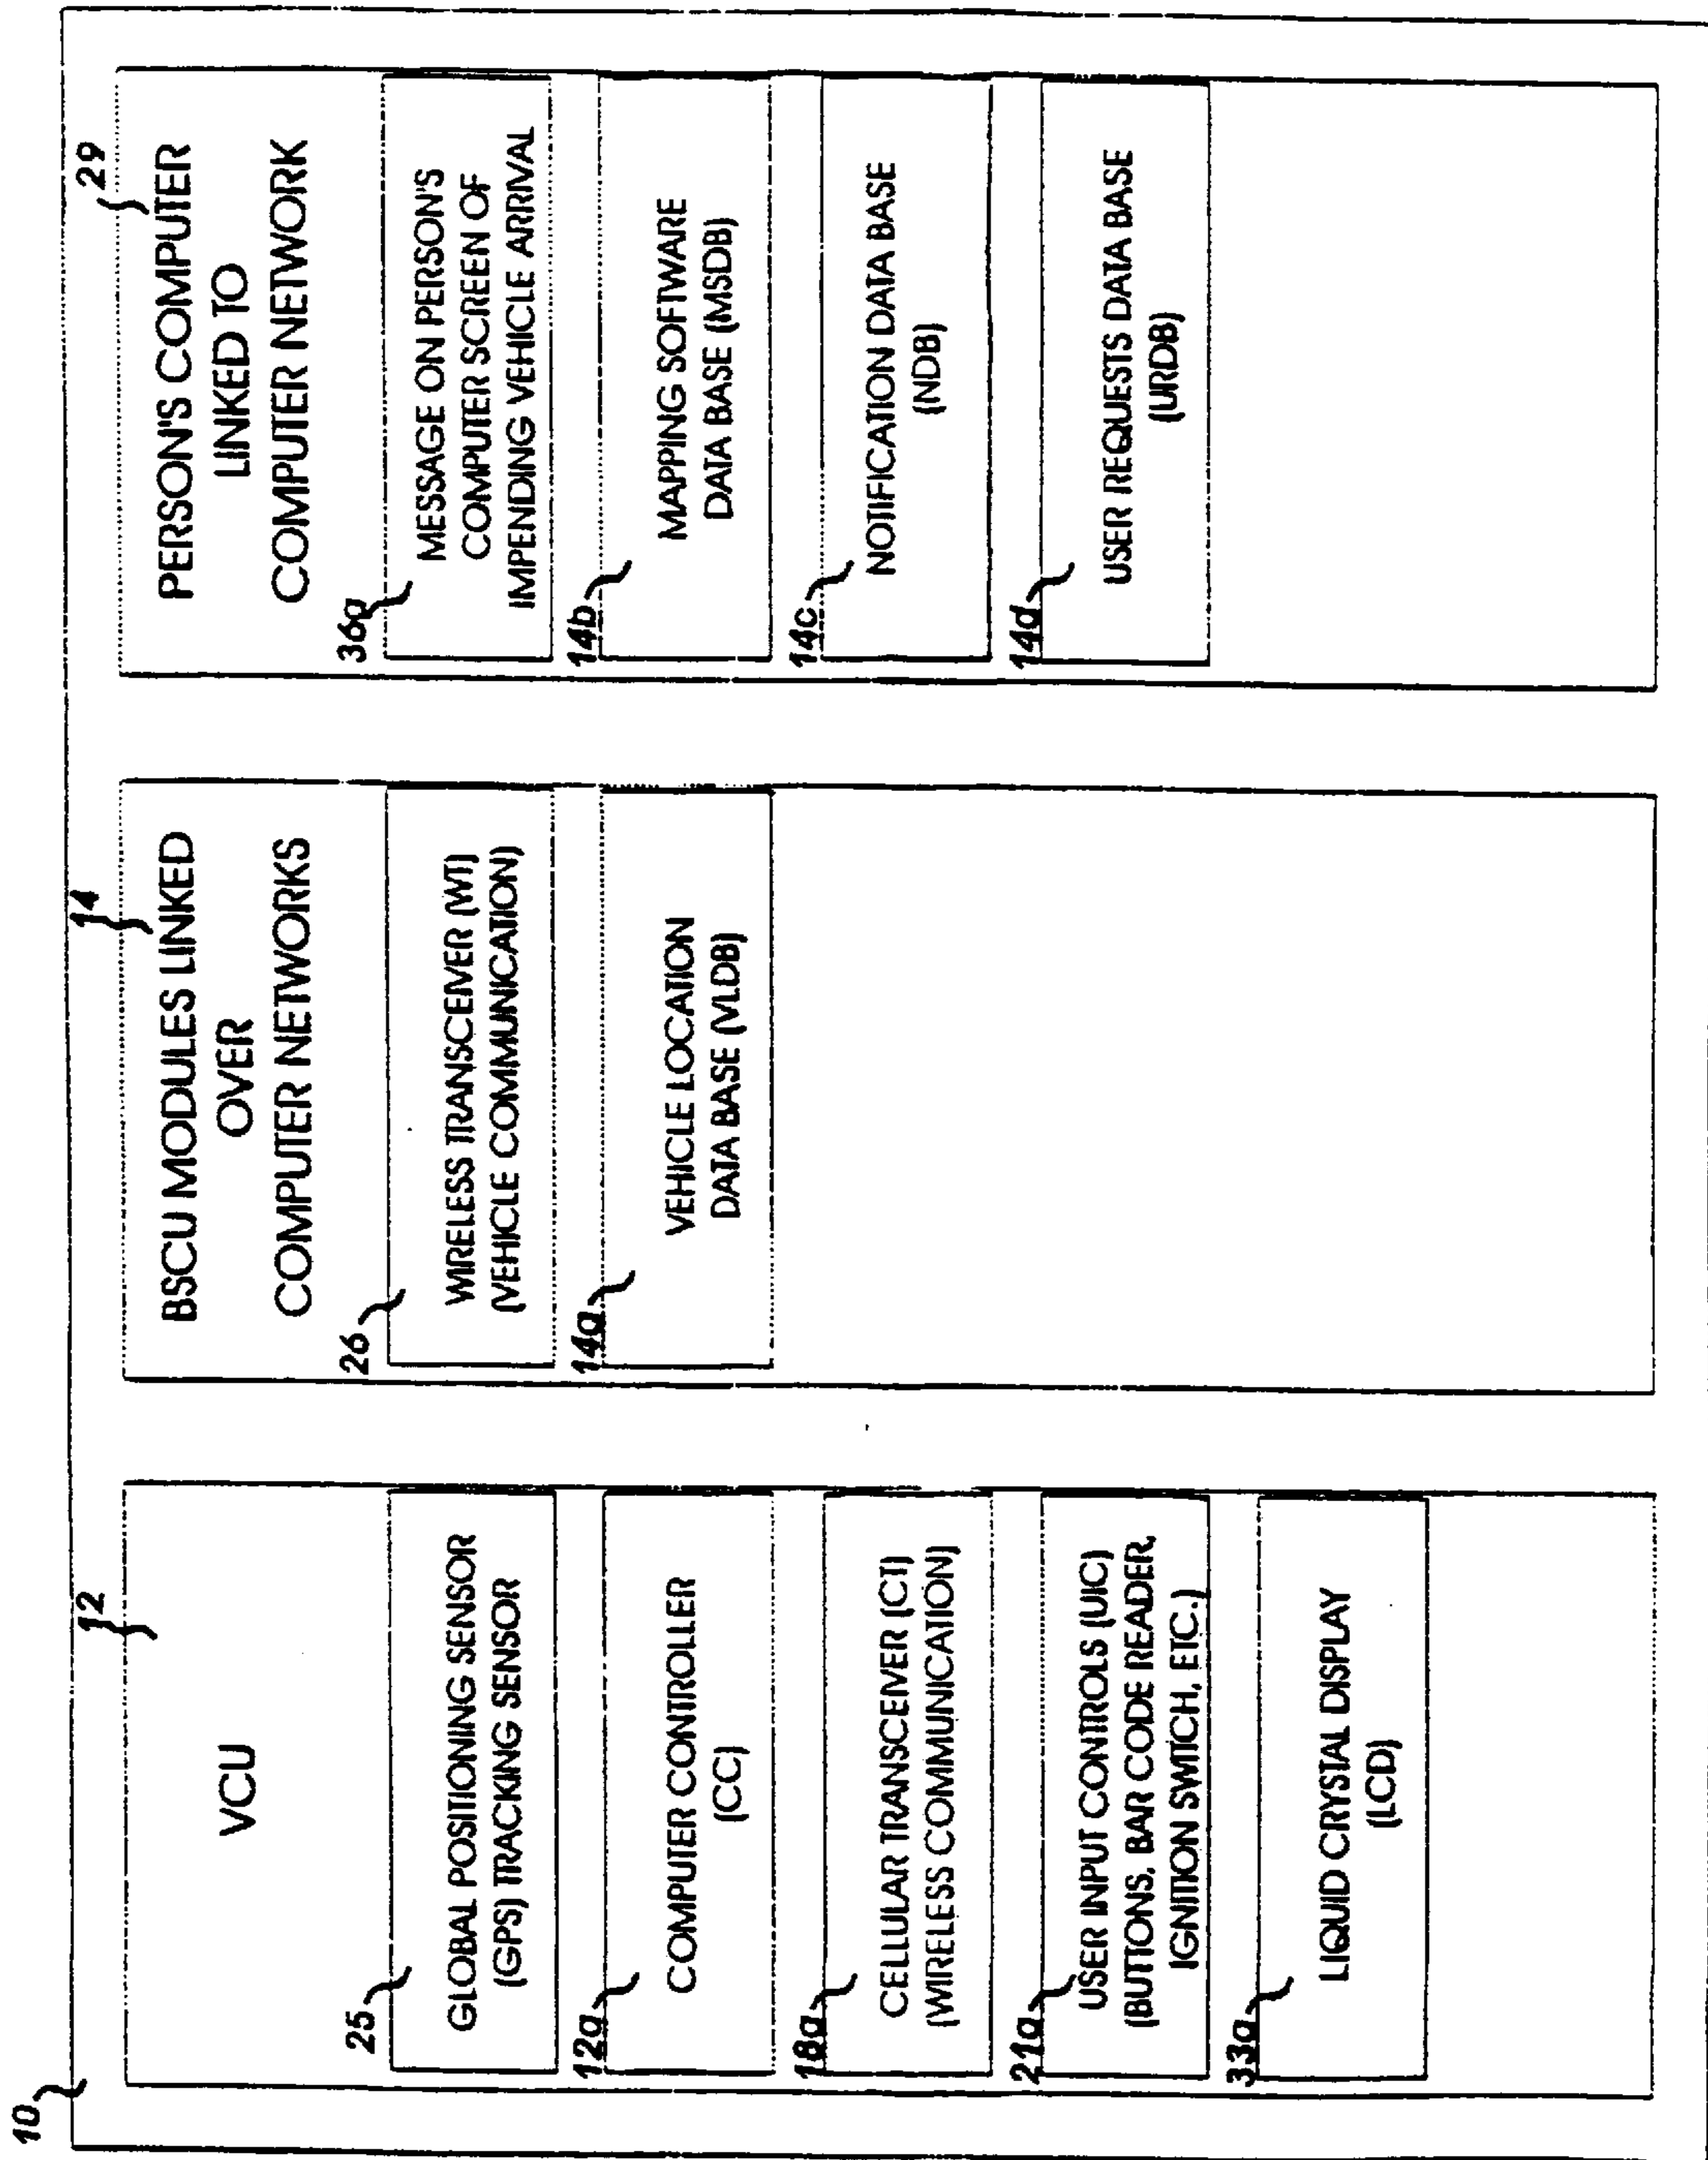 10
12
VCU
25
GLOBAL POSITIONING SENSOR
(GPS) TRACKING SENSOR
12a
COMPUTER CONTROLLER
(CC)
18a
CELLULAR TRANSCEIVER (CT)
(WIRELESS COMMUNICATION)
21a
USER INPUT CONTROLS (UIC)
(BUTTONS, BAR CODE READER,
IGNITION SWITCH, ETC.)
33a
LIQUID CRYSTAL DISPLAY
(LCD)
14
BSCU MODULES LINKED
OVER
COMPUTER NETWORKS
26
WIRELESS TRANSCEIVER (WT)
(VEHICLE COMMUNICATION)
14a
VEHICLE LOCATION
DATA BASE (VLDB)
29
PERSON'S COMPUTER
LINKED TO
COMPUTER NETWORK
36a
MESSAGE ON PERSON'S
COMPUTER SCREEN OF
IMPENDING VEHICLE ARRIVAL
14b
MAPPING SOFTWARE
DATA BASE (MSDB)
14c
NOTIFICATION DATA BASE
(NDB)
14d
USER REQUESTS DATA BASE
(URDB)